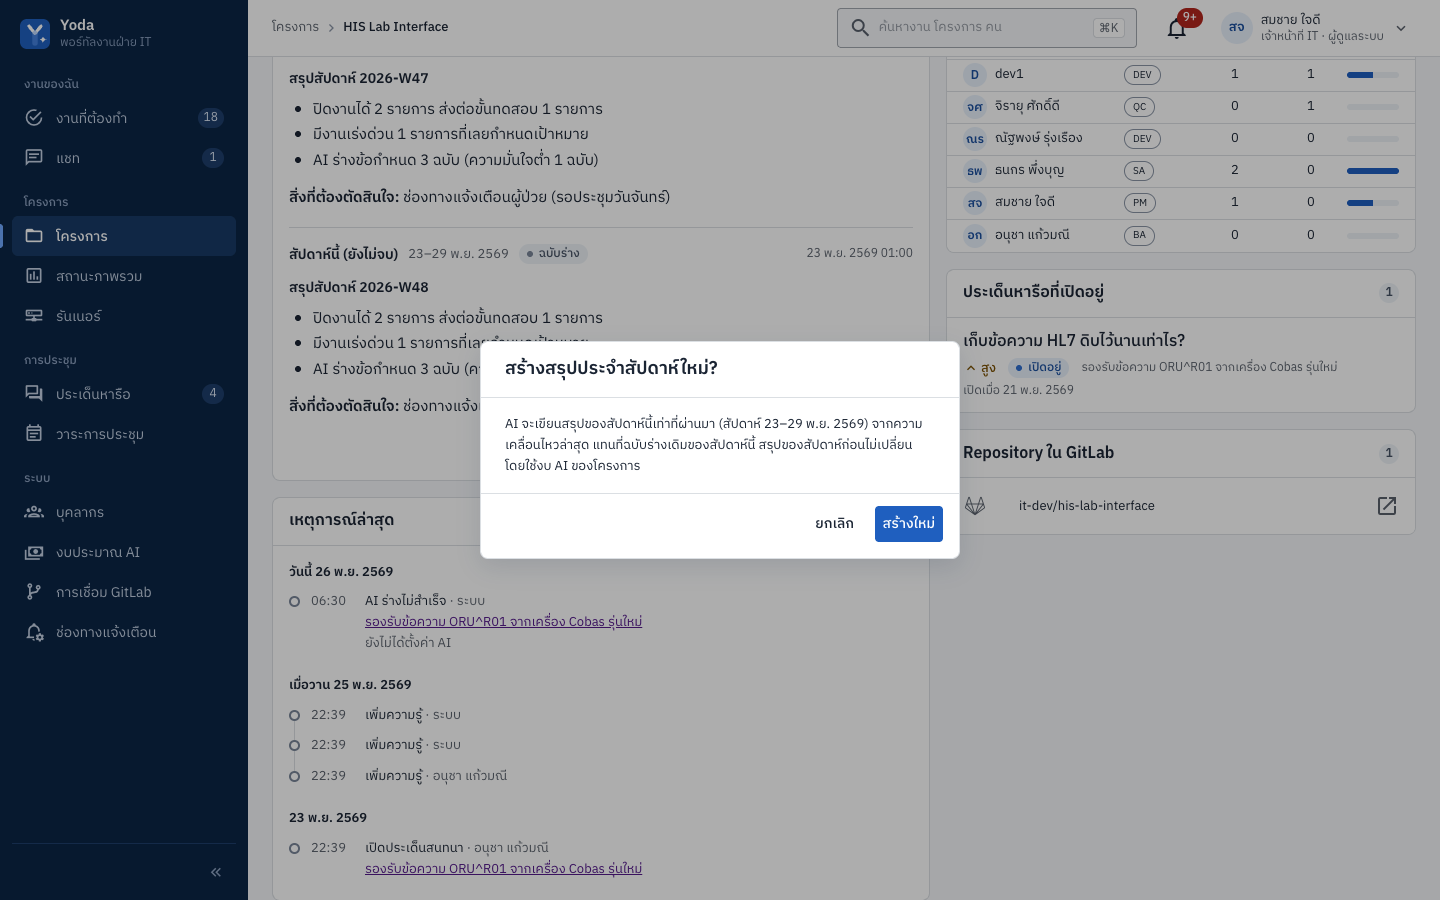 Yoda
พอร์ทัลงานฝ่าย IT
งานของฉัน
งานที่ต้องทำ 18
แชท 1
โครงการ
โครงการ
สถานะภาพรวม
รันเนอร์
การประชุม
ประเด็นหารือ 4
วาระการประชุม
ระบบ
บุคลากร
งบประมาณ AI
การเชื่อม GitLab
ช่องทางแจ้งเตือน
โครงการ HIS Lab Interface
ค้นหางาน โครงการ คน ⌘K
9+
สจ
สมชาย ใจดี
เจ้าหน้าที่ IT · ผู้ดูแลระบบ
สรุปสัปดาห์ 2026-W47
• ปิดงานได้ 2 รายการ ส่งต่อขั้นทดสอบ 1 รายการ
• มีงานเร่งด่วน 1 รายการที่เลยกำหนดเป้าหมาย
• AI ร่างข้อกำหนด 3 ฉบับ (ความมั่นใจต่ำ 1 ฉบับ)
สิ่งที่ต้องตัดสินใจ: ช่องทางแจ้งเตือนผู้ป่วย (รอประชุมวันจันทร์)
สัปดาห์นี้ (ยังไม่จบ) 23–29 พ.ย. 2569 ฉบับร่าง 23 พ.ย. 2569 01:00
สรุปสัปดาห์ 2026-W48
• ปิดงานได้ 2 รายการ ส่งต่อขั้นทดสอบ 1 รายการ
• มีงานเร่งด่วน 1 รายการที่เลยกำหนดเป้าหมาย
• AI ร่างข้อกำหนด 3 ฉบับ
สิ่งที่ต้องตัดสินใจ: ช่องทางแจ้ง
สร้างสรุปประจำสัปดาห์ใหม่?
AI จะเขียนสรุปของสัปดาห์นี้เท่าที่ผ่านมา (สัปดาห์ 23–29 พ.ย. 2569) จากความ
เคลื่อนไหวล่าสุด แทนที่ฉบับร่างเดิมของสัปดาห์นี้ สรุปของสัปดาห์ก่อนไม่เปลี่ยน
โดยใช้งบ AI ของโครงการ
ยกเลิก สร้างใหม่
เหตุการณ์ล่าสุด
วันนี้ 26 พ.ย. 2569
06:30 AI ร่างไม่สำเร็จ · ระบบ
รองรับข้อความ ORU^R01 จากเครื่อง Cobas รุ่นใหม่
ยังไม่ได้ตั้งค่า AI
เมื่อวาน 25 พ.ย. 2569
22:39 เพิ่มความรู้ · ระบบ
22:39 เพิ่มความรู้ · ระบบ
22:39 เพิ่มความรู้ · อนุชา แก้วมณี
23 พ.ย. 2569
22:39 เปิดประเด็นสนทนา · อนุชา แก้วมณี
รองรับข้อความ ORU^R01 จากเครื่อง Cobas รุ่นใหม่
D dev1 DEV 1 1
จศ จิรายุ ศักดิ์ดี QC 0 1
ณร ณัฐพงษ์ รุ่งเรือง DEV 0 0
ธพ ธนกร พึ่งบุญ SA 2 0
สจ สมชาย ใจดี PM 1 0
อก อนุชา แก้วมณี BA 0 0
ประเด็นหารือที่เปิดอยู่ 1
เก็บข้อความ HL7 ดิบไว้นานเท่าไร?
สูง เปิดอยู่ รองรับข้อความ ORU^R01 จากเครื่อง Cobas รุ่นใหม่
เปิดเมื่อ 21 พ.ย. 2569
Repository ใน GitLab 1
it-dev/his-lab-interface